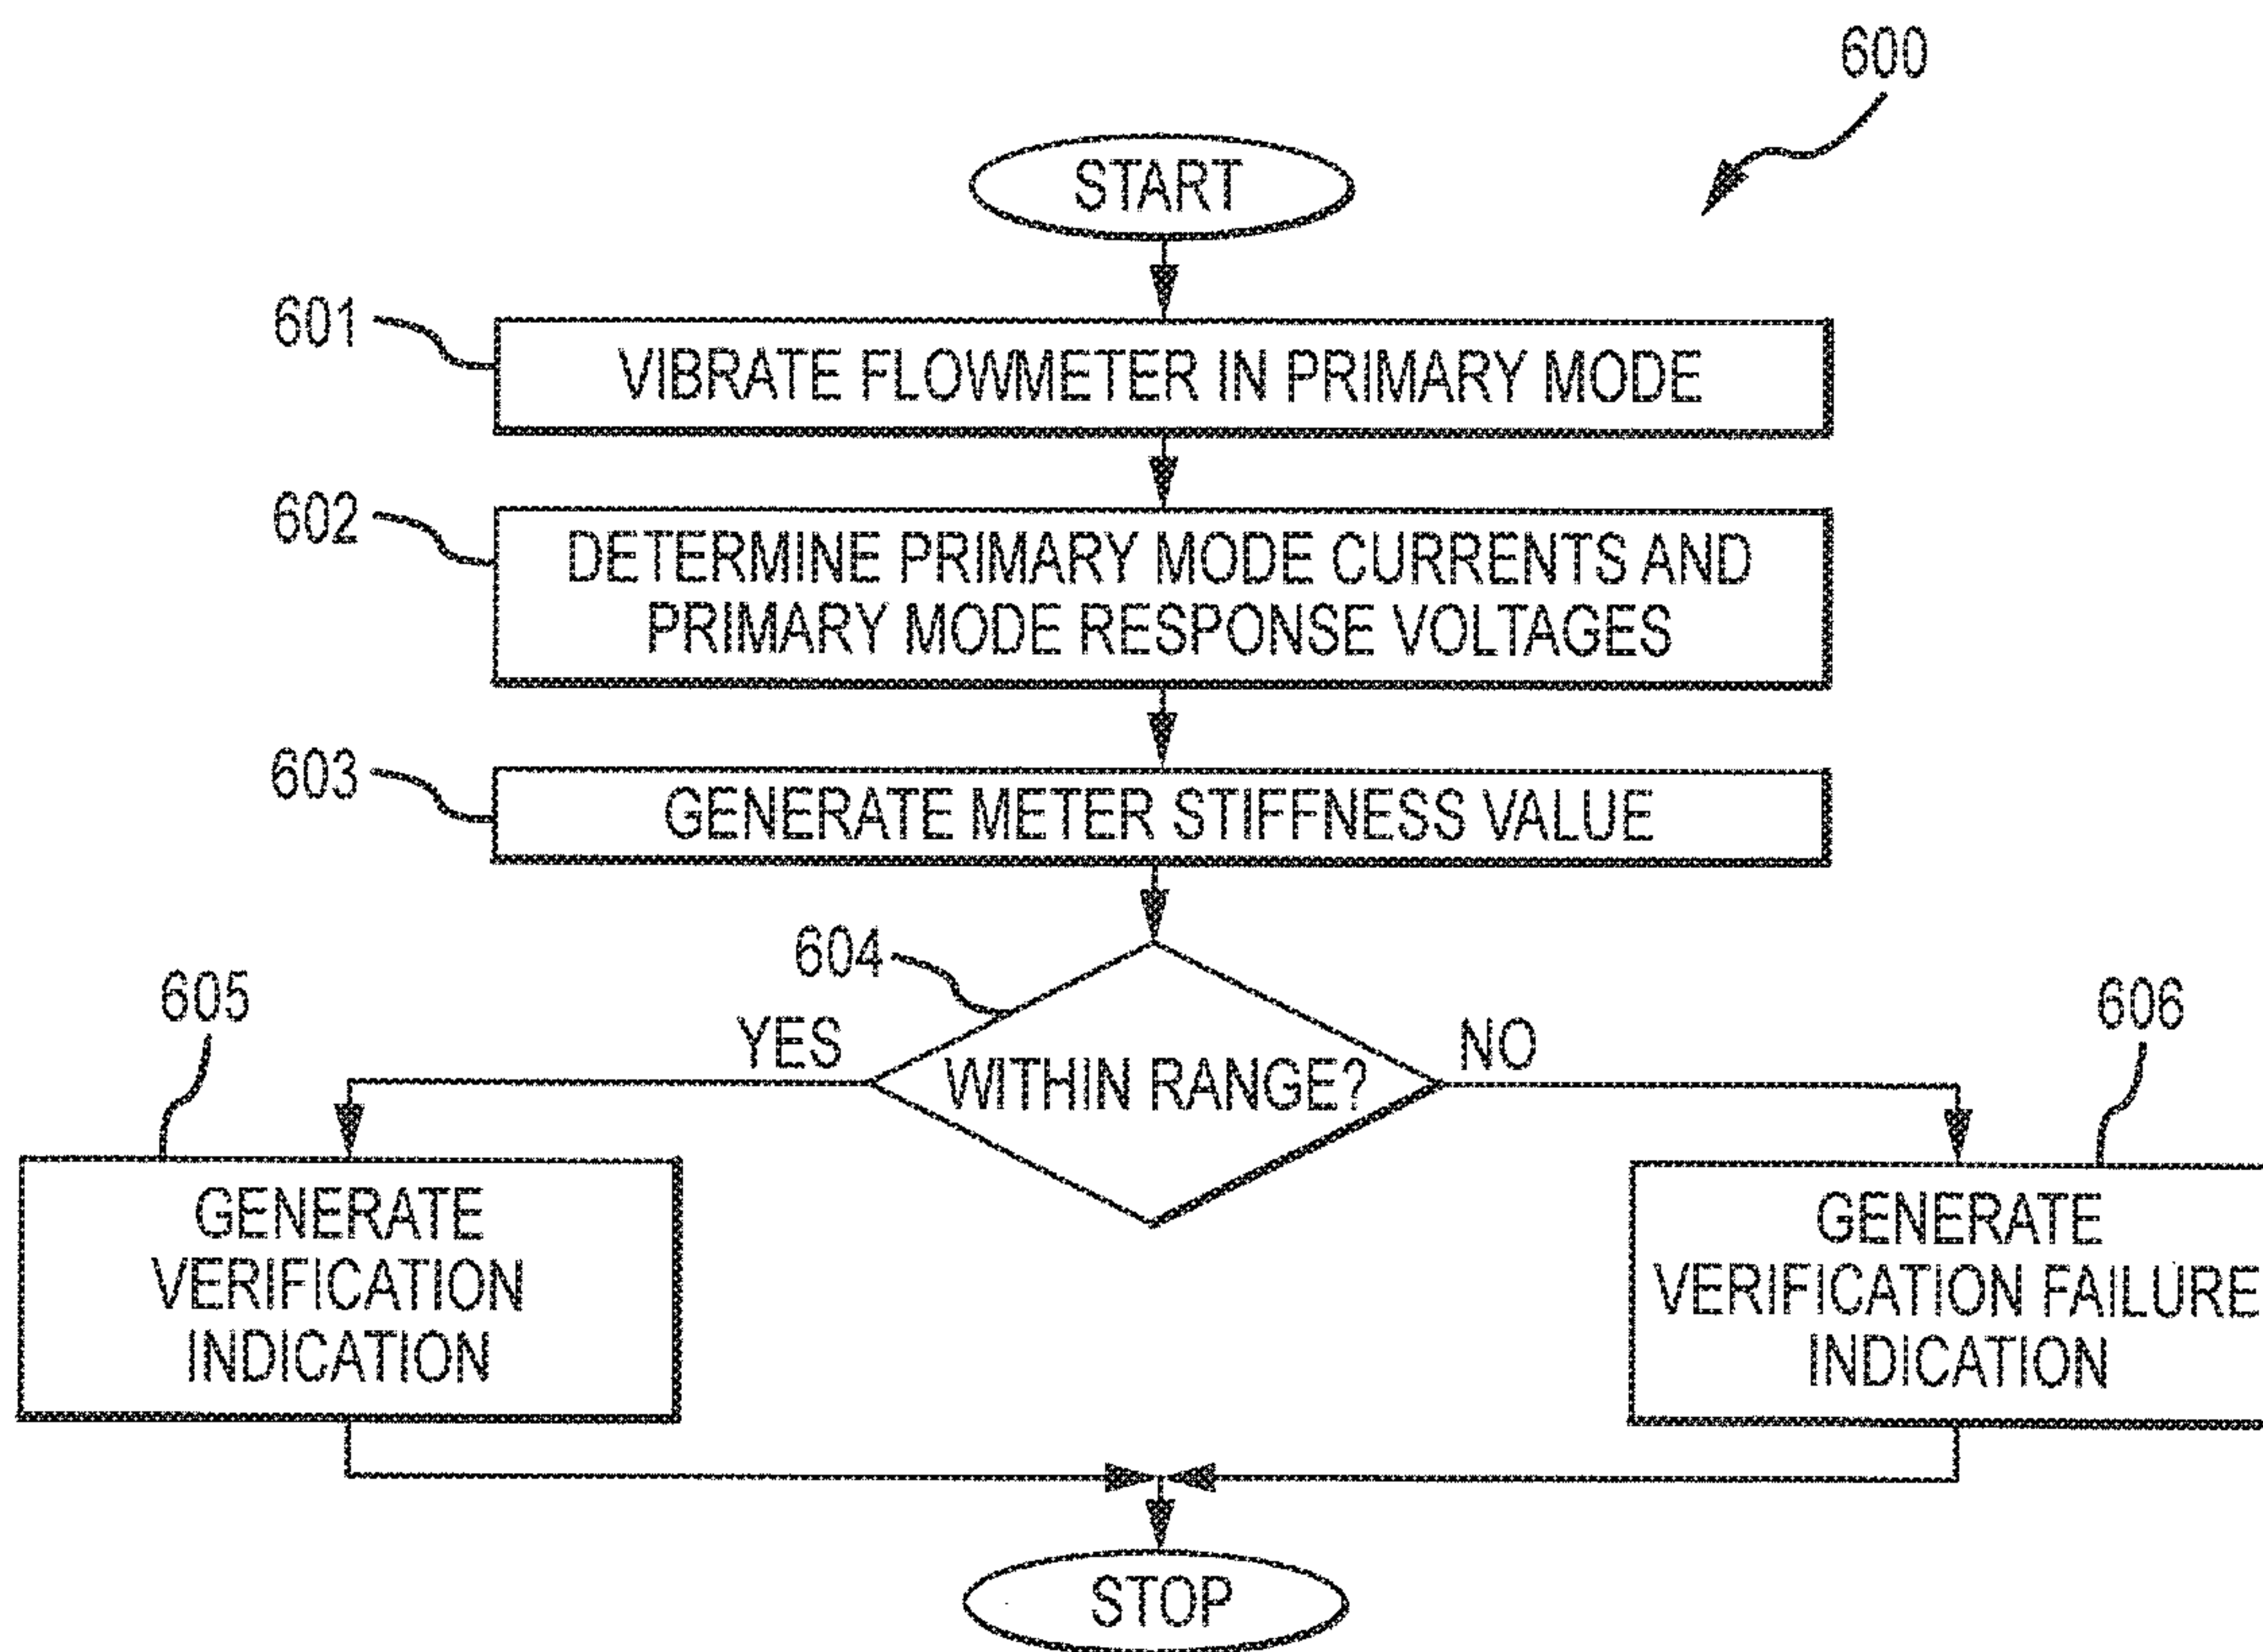 600
START
601
VIBRATE FLOWMETER IN PRIMARY MODE
602
DETERMINE PRIMARY MODE CURRENTS AND
PRIMARY MODE RESPONSE VOLTAGES
603
GENERATE METER STIFFNESS VALUE
604
WITHIN RANGE?
YES
NO
605
GENERATE
VERIFICATION
INDICATION
606
GENERATE
VERIFICATION FAILURE
INDICATION
STOP